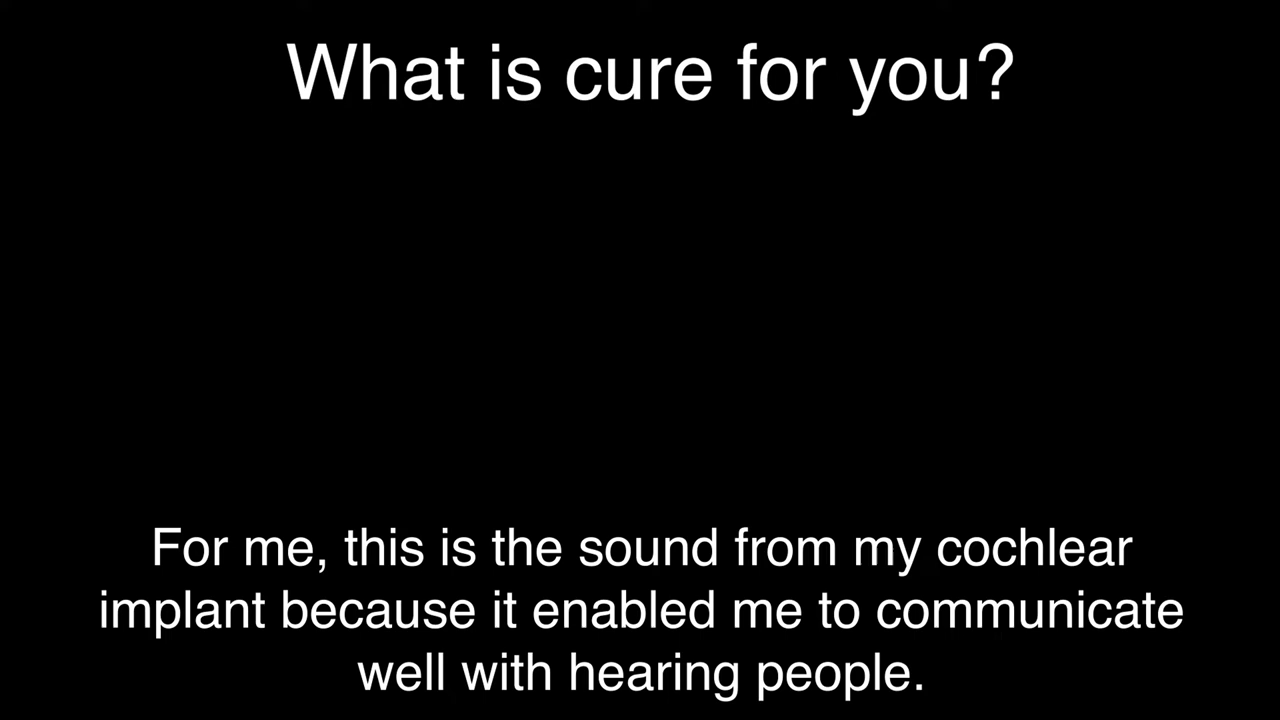 What is cure for you?
For me, this is the sound from my cochlear
implant because it enabled me to communicate
well with hearing people.